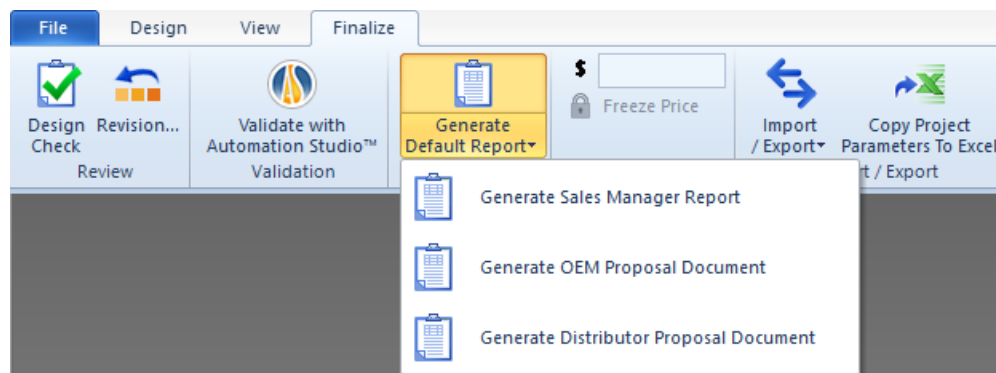 File Design View Finalize
$
Freeze Price
Design Check
Revision...
Validate with Automation Studio™
Generate Default Report
Import / Export
Copy Project Parameters To Excel
Review
Validation
/ Export
Generate Sales Manager Report
Generate OEM Proposal Document
Generate Distributor Proposal Document